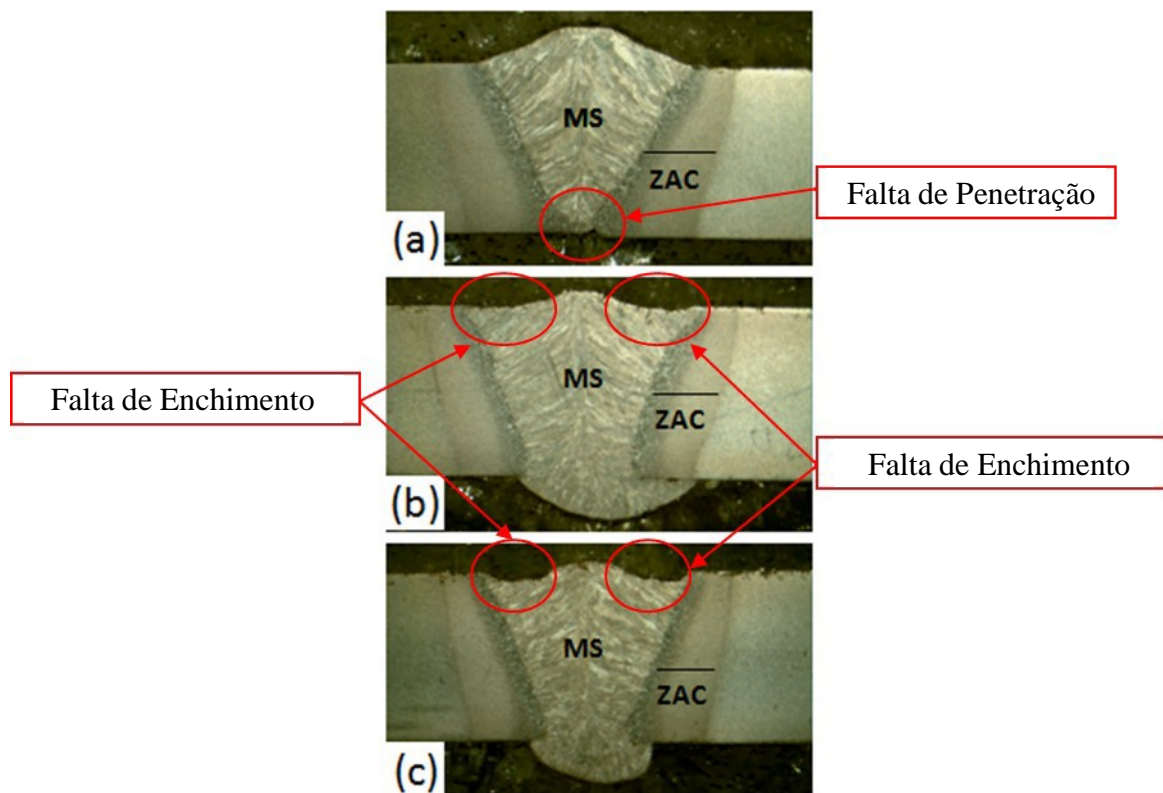 MS
ZAC
Falta de Penetração
(a)
MS
Falta de Enchimento
ZAC
Falta de Enchimento
(b)
MS
ZAC
(c)